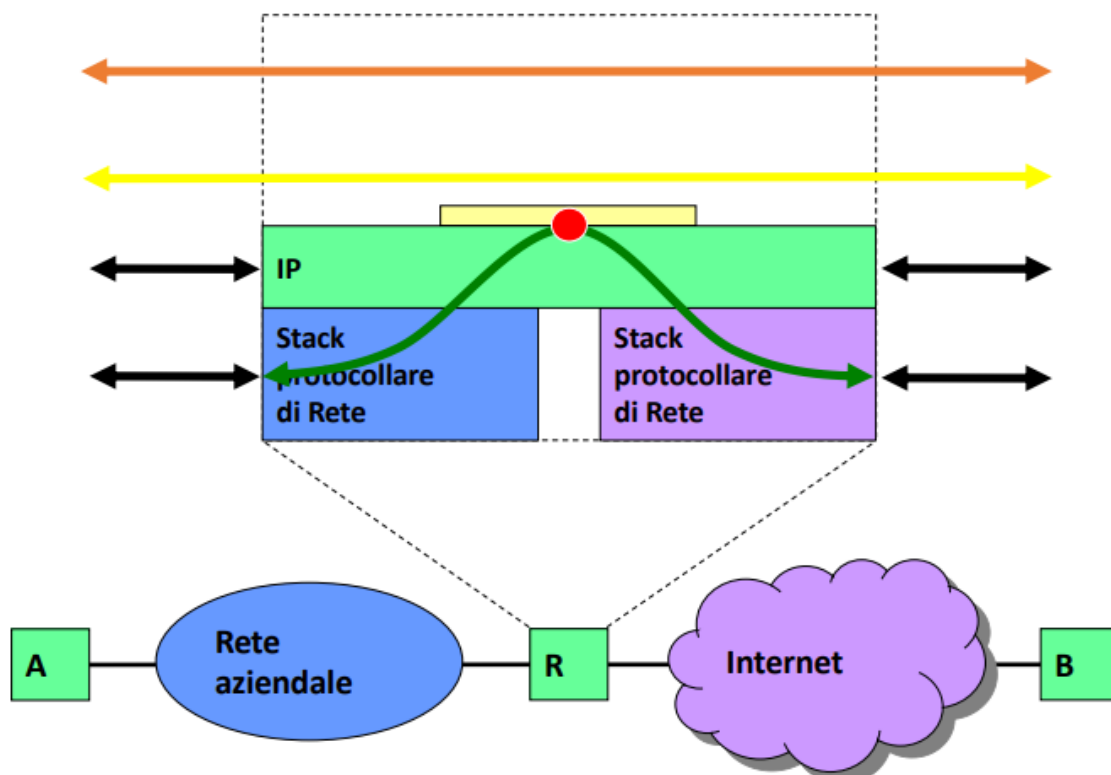 IP
Stack
protocollare
di Rete
Stack
protocollare
di Rete
A
Rete
aziendale
R
Internet
B